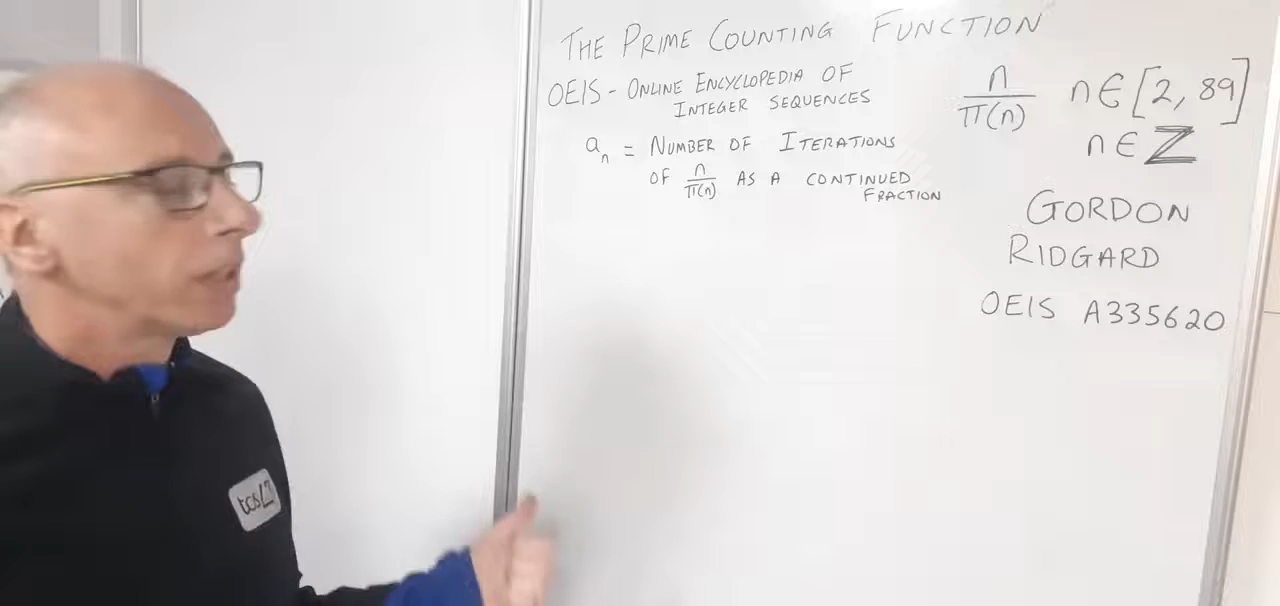 THE PRIME COUNTING FUNCTION
OEIS - ONLINE ENCYCLOPEDIA OF
INTEGER SEQUENCES
aₙ = NUMBER OF ITERATIONS
OF n/π(n) AS A CONTINUED
FRACTION
n/π(n) n∈[2, 89]
n∈ℤ
GORDON
RIDGARD
OEIS A335620